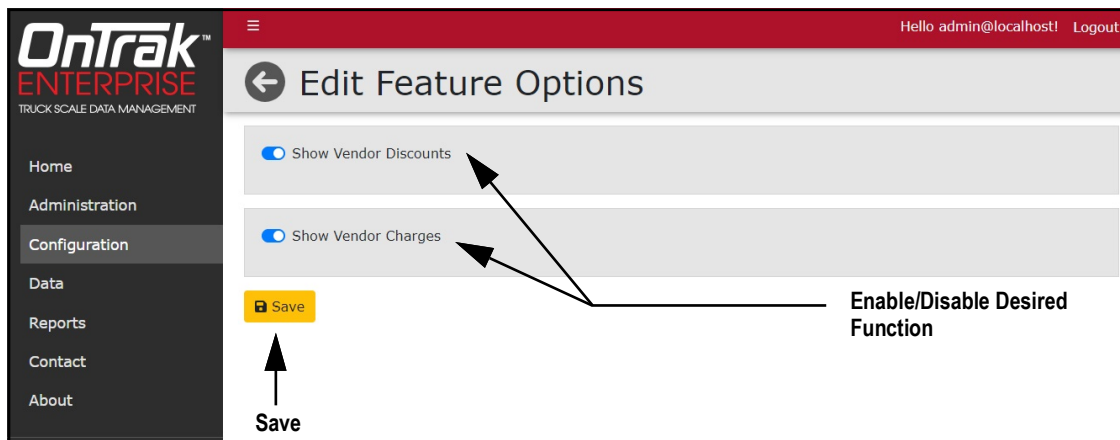 OnTrak™
ENTERPRISE
TRUCK SCALE DATA MANAGEMENT
Home
Administration
Configuration
Data
Reports
Contact
About
☰
Hello admin@localhost! Logout
Edit Feature Options
Show Vendor Discounts
Show Vendor Charges
Save
Enable/Disable Desired
Function
Save